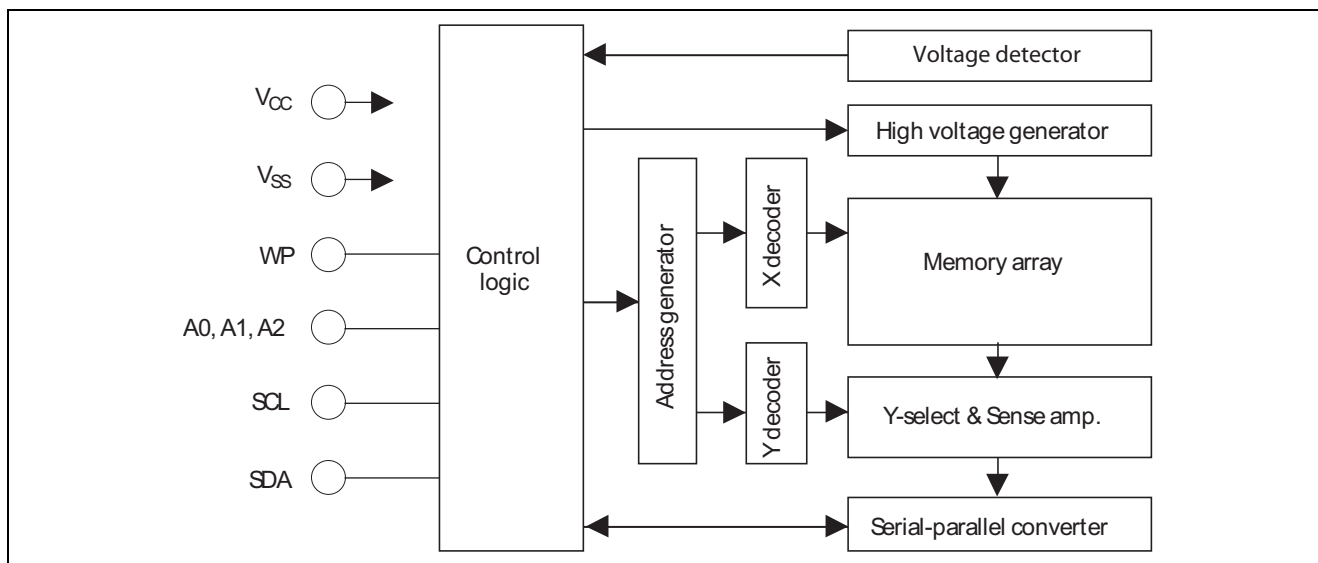 Voltage detector
VCC
High voltage generator
VSS
WP
Control
logic
Address generator
X decoder
Memory array
A0, A1, A2
SCL
Y decoder
Y-select & Sense amp.
SDA
Serial-parallel converter